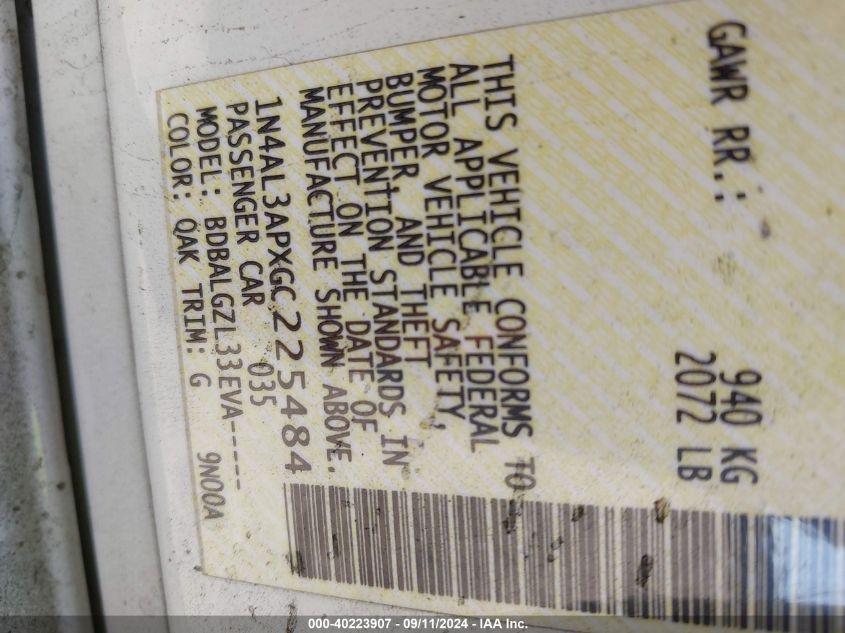 GAWR RR.: 940 KG
2072 LB
THIS VEHICLE CONFORMS TO
ALL APPLICABLE FEDERAL
MOTOR VEHICLE SAFETY,
BUMPER, AND THEFT
PREVENTION STANDARDS IN
EFFECT ON THE DATE OF
MANUFACTURE SHOWN ABOVE.
1N4AL3APXGC225484
PASSENGER CAR 035
MODEL: BDBALGZL33EVA----- 9N00A
COLOR: QAK TRIM: G
000-40223907 - 09/11/2024 - IAA Inc.